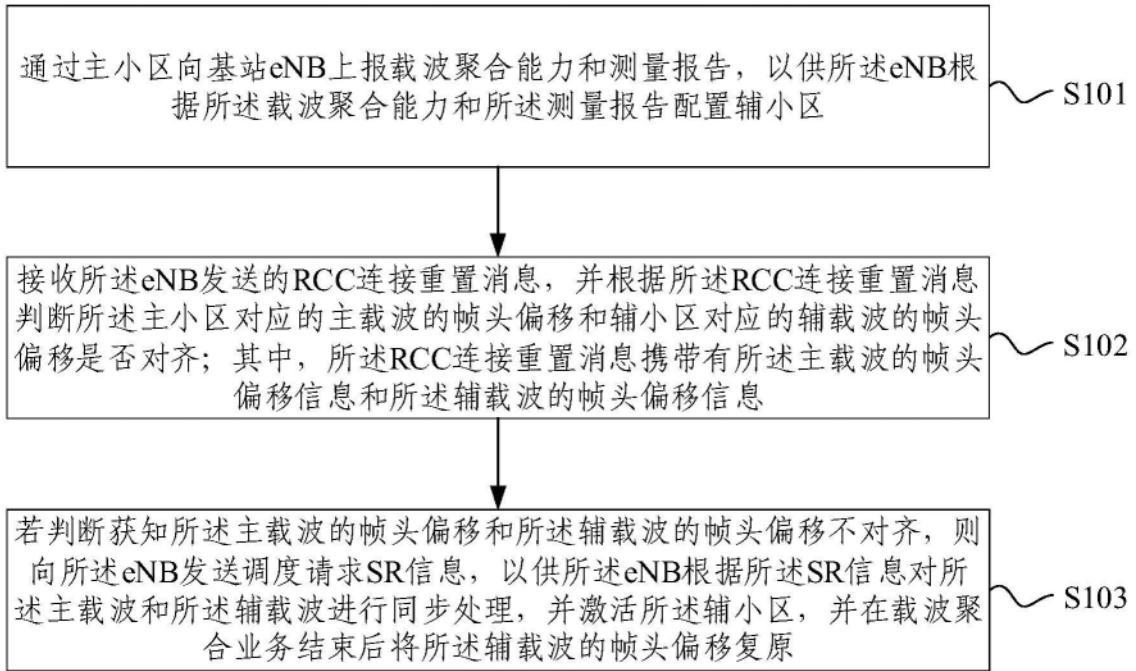 通过主小区向基站eNB上报载波聚合能力和测量报告，以供所述eNB根
据所述载波聚合能力和所述测量报告配置辅小区
S101
接收所述eNB发送的RCC连接重置消息，并根据所述RCC连接重置消息
判断所述主小区对应的主载波的帧头偏移和辅小区对应的辅载波的帧头
偏移是否对齐；其中，所述RCC连接重置消息携带有所述主载波的帧头
偏移信息和所述辅载波的帧头偏移信息
S102
若判断获知所述主载波的帧头偏移和所述辅载波的帧头偏移不对齐，则
向所述eNB发送调度请求SR信息，以供所述eNB根据所述SR信息对所
述主载波和所述辅载波进行同步处理，并激活所述辅小区，并在载波聚
合业务结束后将所述辅载波的帧头偏移复原
S103